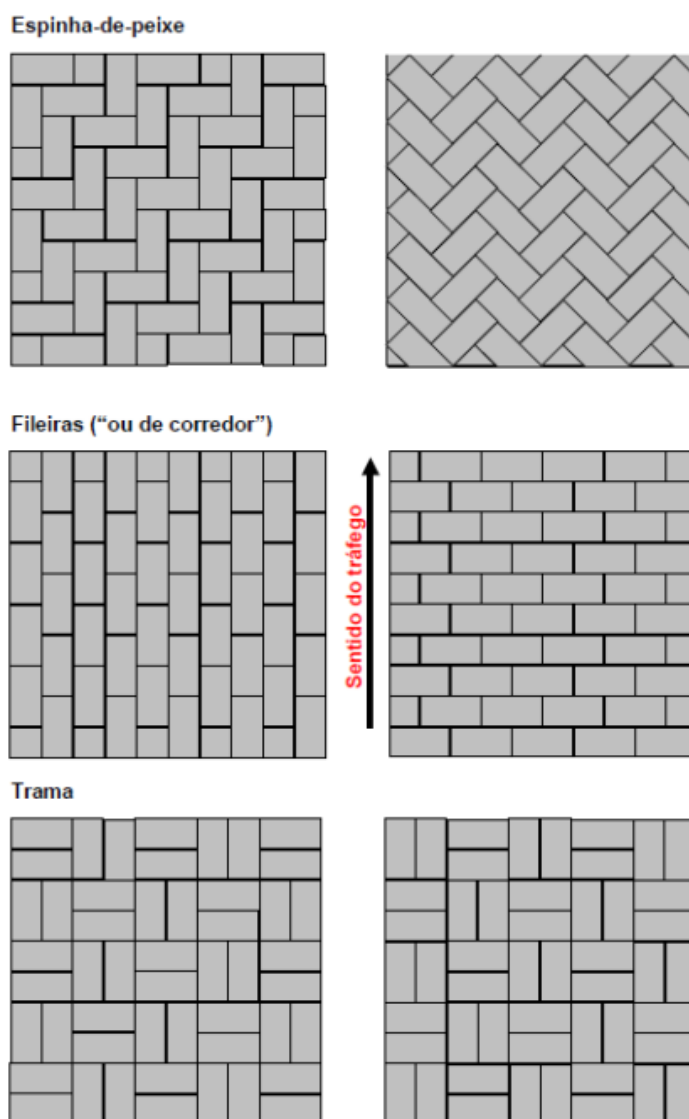 Espinha-de-peixe
Fileiras (“ou de corredor”)
Sentido do tráfego
Trama